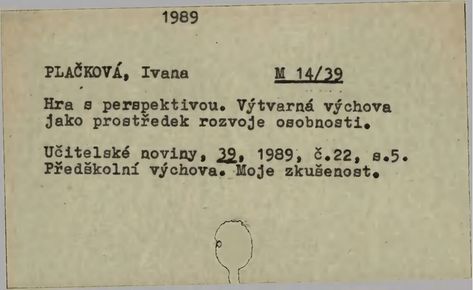 1989
PLAČKOVÁ, Ivana M 14/39
Hra s perspektivou. Výtvarná výchova
jako prostředek rozvoje osobnosti.
Učitelské noviny, 39, 1989, č.22, s.5.
Předškolní výchova. Moje zkušenost.